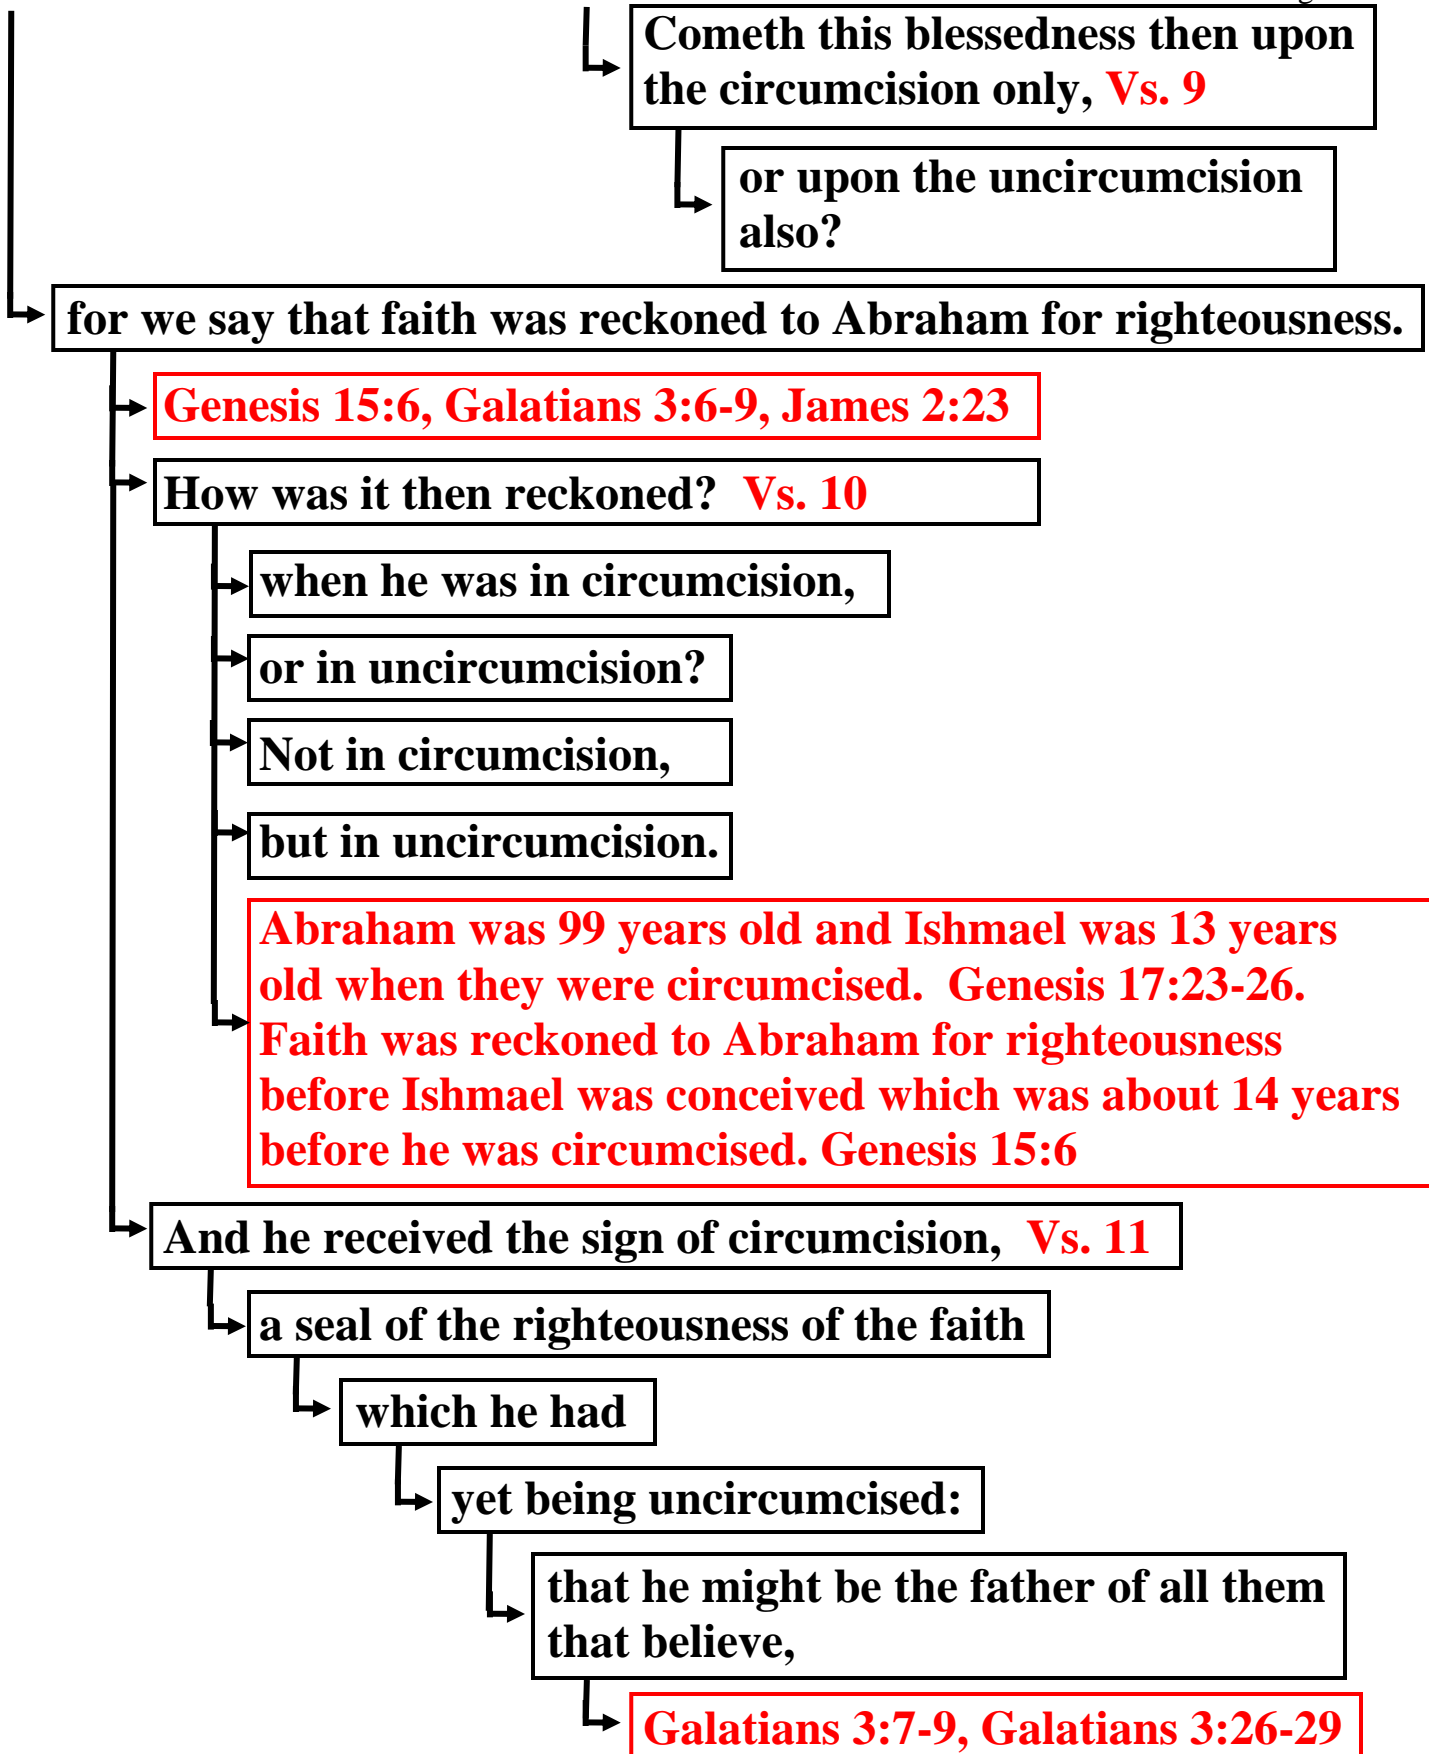 Cometh this blessedness then upon
the circumcision only, Vs. 9
or upon the uncircumcision
also?
for we say that faith was reckoned to Abraham for righteousness.
Genesis 15:6, Galatians 3:6-9, James 2:23
How was it then reckoned? Vs. 10
when he was in circumcision,
or in uncircumcision?
Not in circumcision,
but in uncircumcision.
Abraham was 99 years old and Ishmael was 13 years
old when they were circumcised. Genesis 17:23-26.
Faith was reckoned to Abraham for righteousness
before Ishmael was conceived which was about 14 years
before he was circumcised. Genesis 15:6
And he received the sign of circumcision, Vs. 11
a seal of the righteousness of the faith
which he had
yet being uncircumcised:
that he might be the father of all them
that believe,
Galatians 3:7-9, Galatians 3:26-29